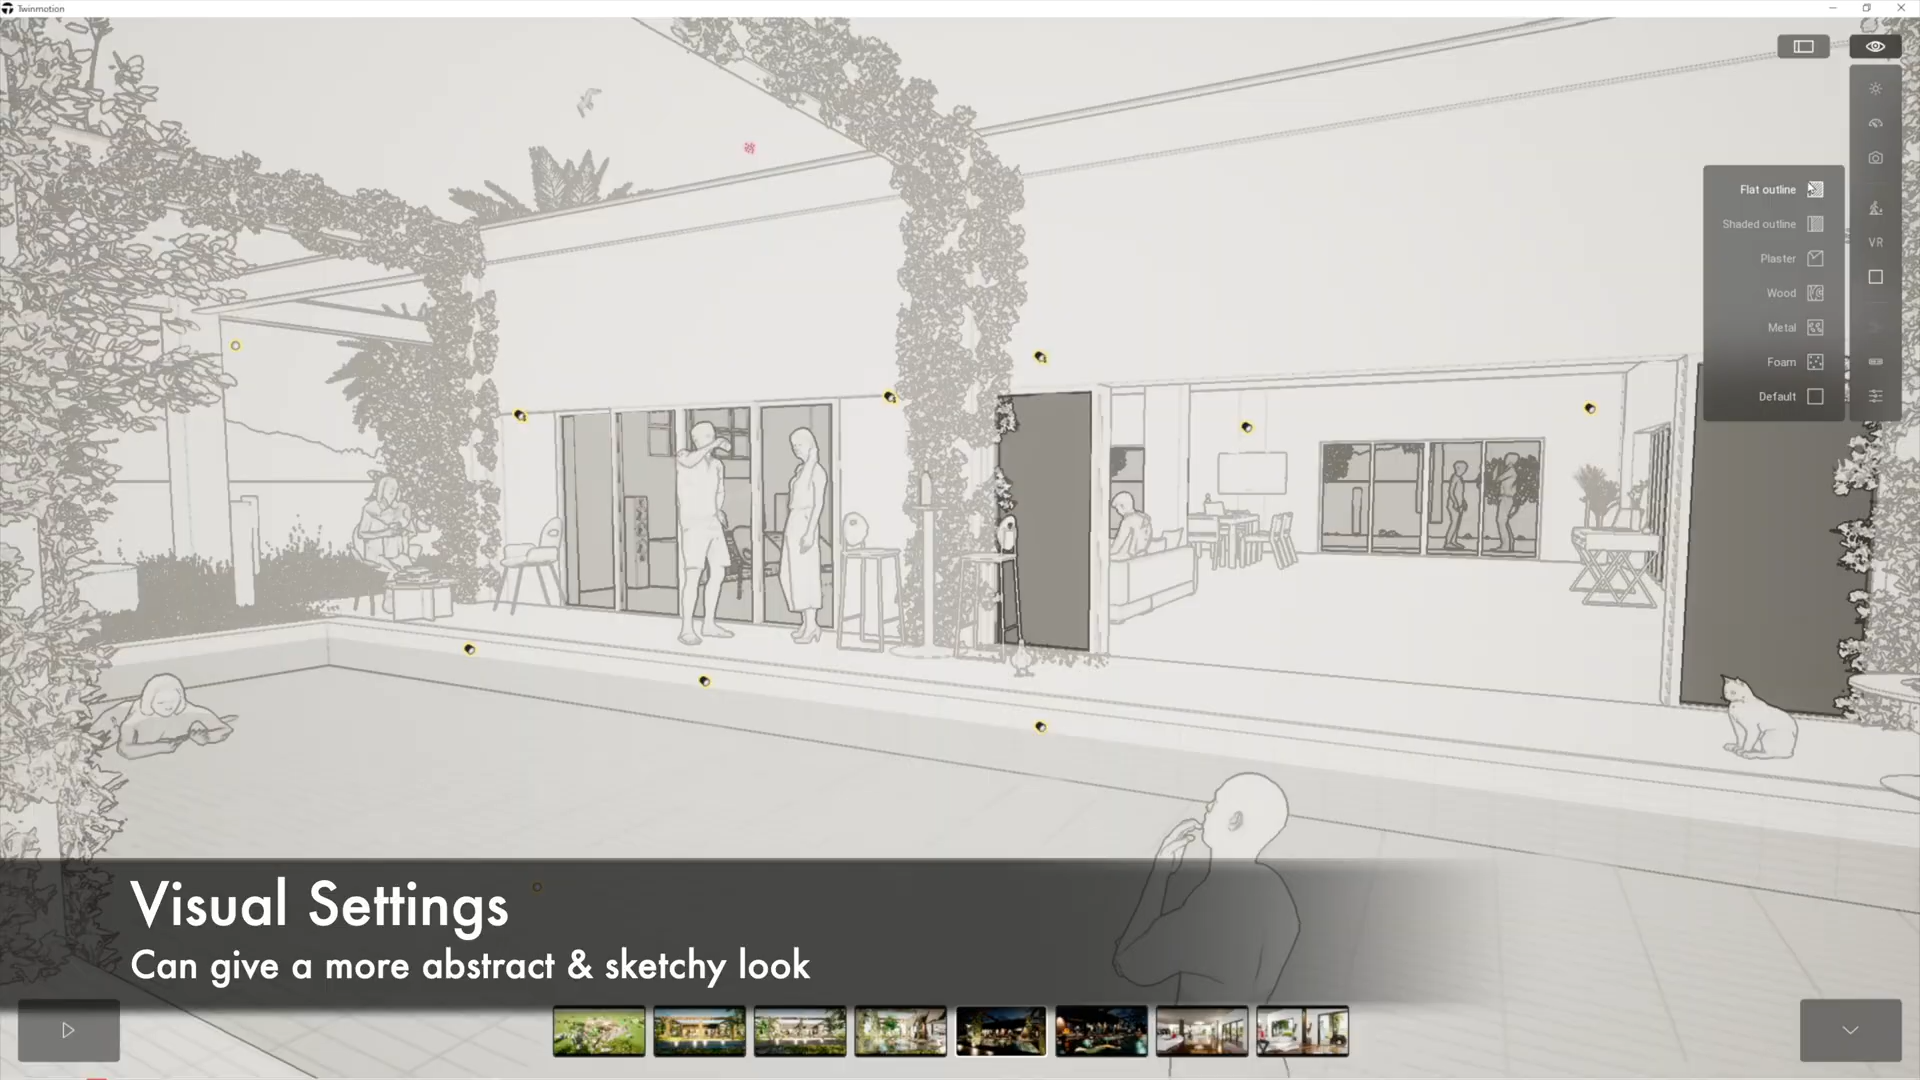 Twinmotion
Flat outline
Shaded outline
Plaster
Wood
Metal
Foam
Default
VR
Visual Settings
Can give a more abstract & sketchy look